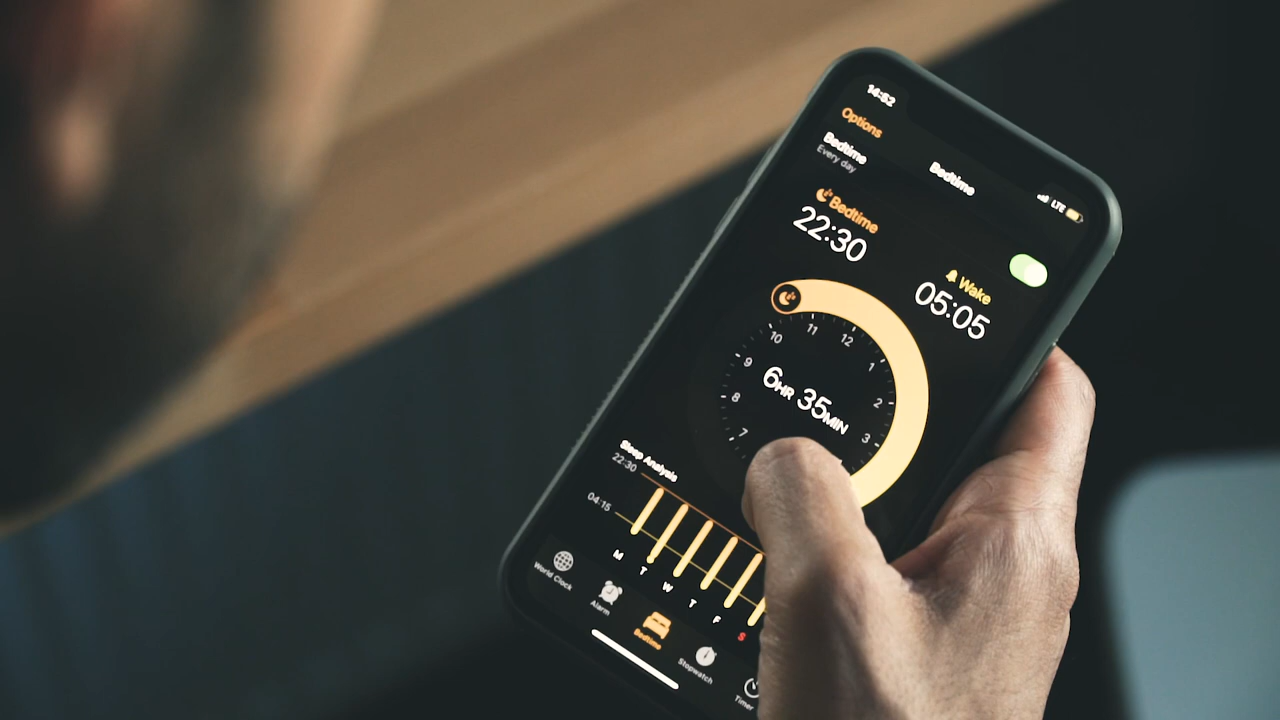 14:52
LTE
Options
Bedtime
Bedtime
Every day
Bedtime
22:30
Wake
05:05
11
12
10
1
9
2
8
3
7
6HR 35MIN
Sleep Analysis
22:30
04:15
M T W T F S
World Clock
Alarm
Bedtime
Stopwatch
Timer